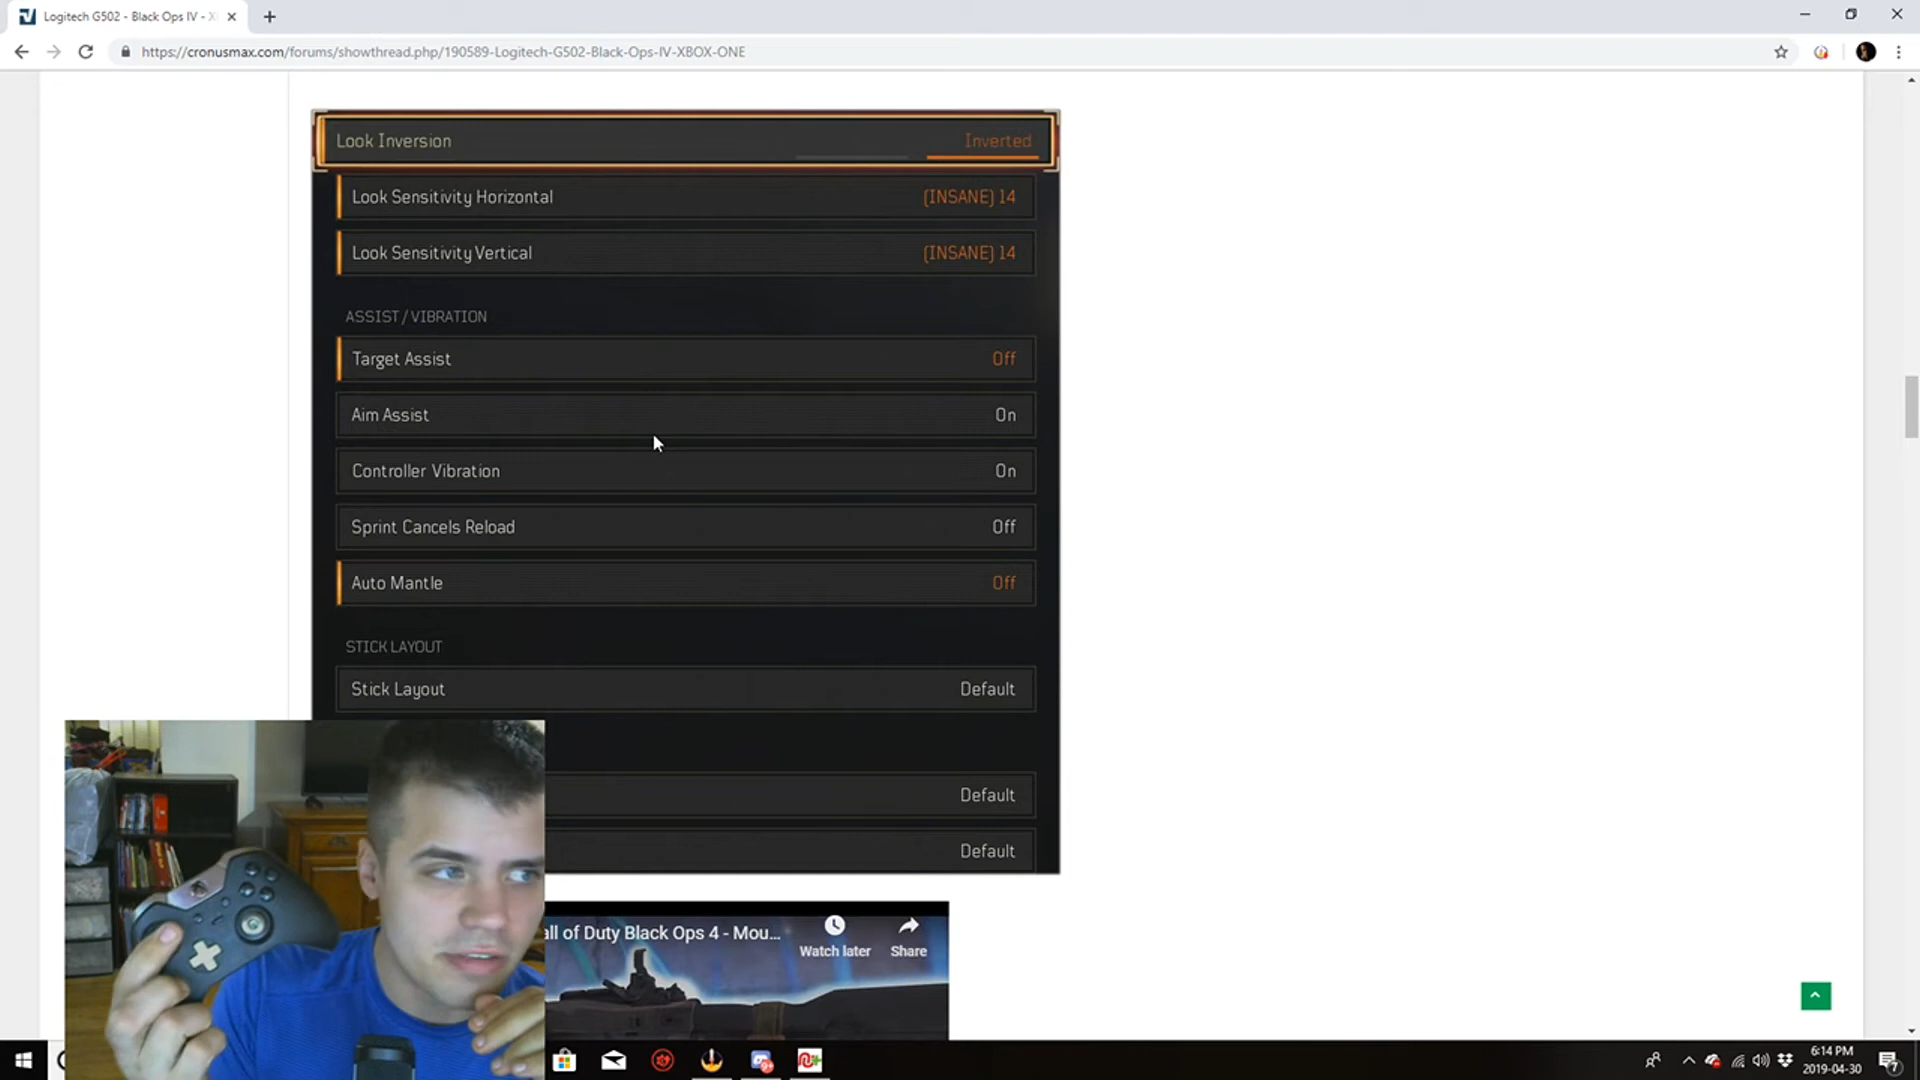 Logitech G502 - Black Ops IV - X
https://cronusmax.com/forums/showthread.php/190589-Logitech-G502-Black-Ops-IV-XBOX-ONE
Look Inversion Inverted
Look Sensitivity Horizontal (INSANE) 14
Look Sensitivity Vertical (INSANE) 14
ASSIST / VIBRATION
Target Assist Off
Aim Assist On
Controller Vibration On
Sprint Cancels Reload Off
Auto Mantle Off
STICK LAYOUT
Stick Layout Default
Default
Default
all of Duty Black Ops 4 - Mou...
Watch later
Share
6:14 PM
2019-04-30
7